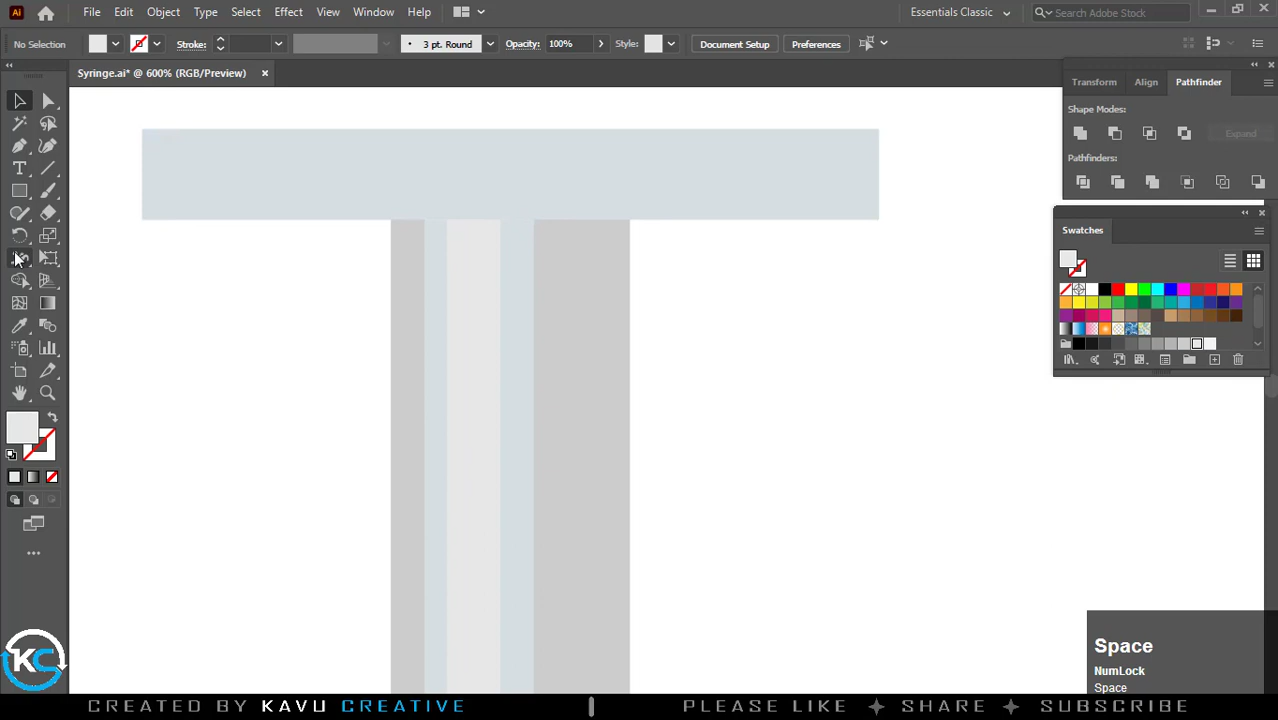 Ai File Edit Object Type Select Effect View Window Help Essentials Classic Search Adobe Stock
No Selection Stroke: 3 pt. Round Opacity: 100% Style: Document Setup Preferences
Syringe.ai* @ 600% (RGB/Preview)
Transform Align Pathfinder
Shape Modes:
Expand
Pathfinders:
Swatches
KC
Space
NumLock
Space
CREATED BY KAVU CREATIVE PLEASE LIKE SHARE SUBSCRIBE